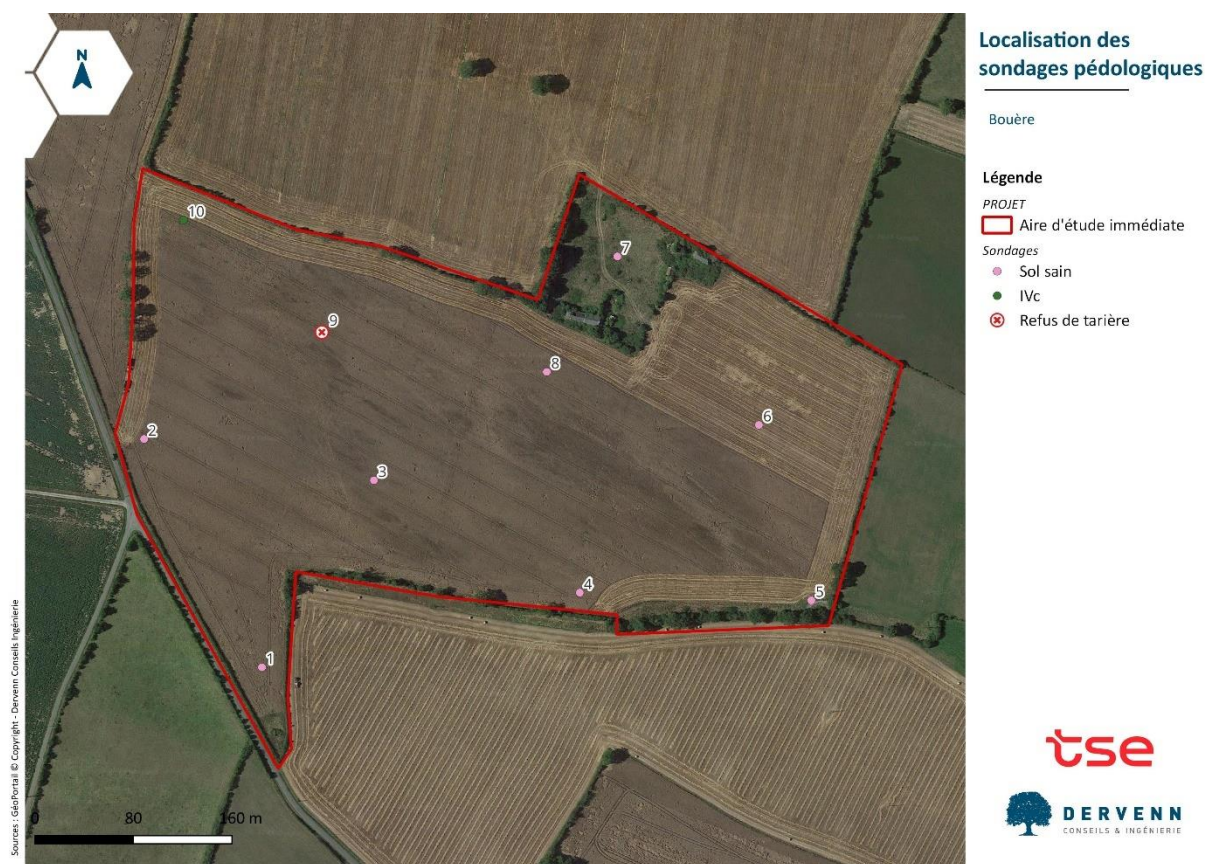 N
Localisation des
sondages pédologiques
Bouère
Légende
PROJET
Aire d'étude immédiate
Sondages
Sol sain
IVc
Refus de tarière
10
7
9
8
6
2
3
4
5
1
0 80 160 m
Sources : GéoPortail © Copyright - Dervenn Conseils Ingénierie
tse
DERVENN
CONSEILS & INGÉNIERIE